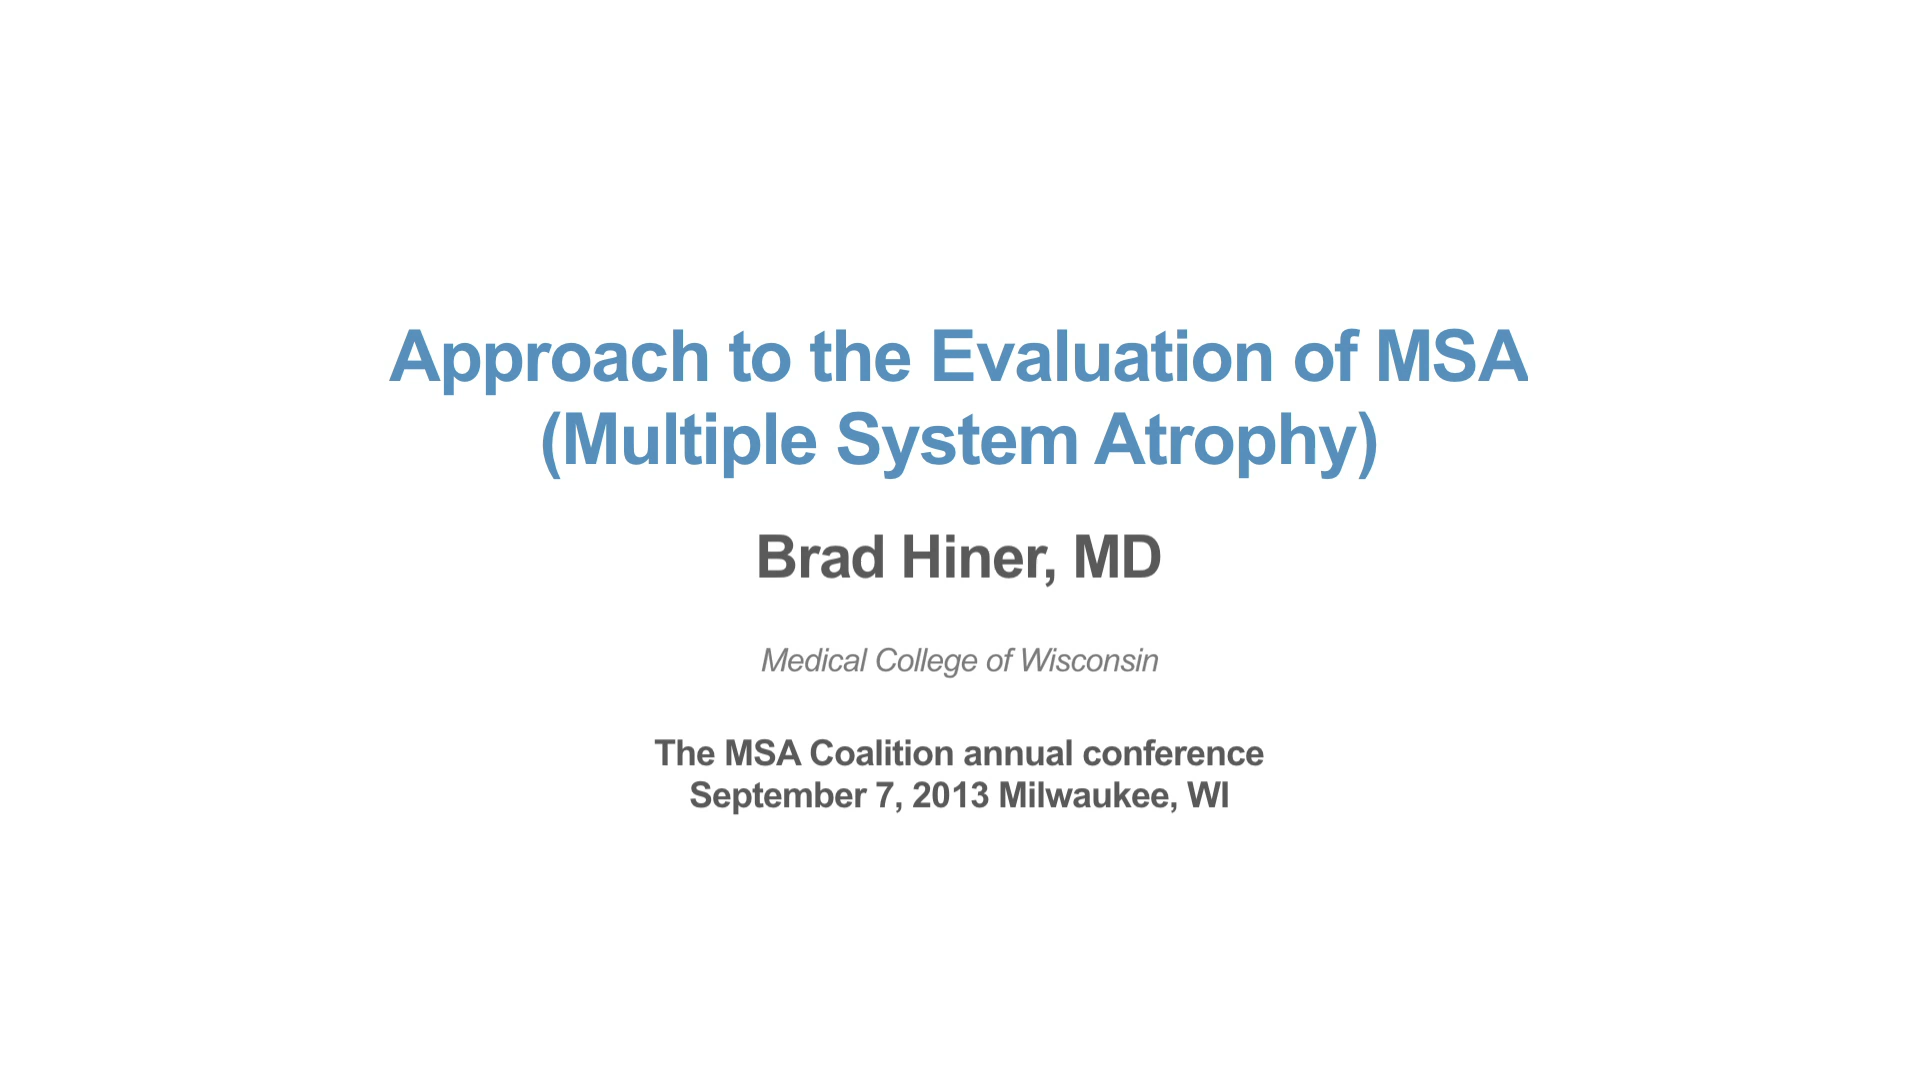 Approach to the Evaluation of MSA
(Multiple System Atrophy)
Brad Hiner, MD
Medical College of Wisconsin
The MSA Coalition annual conference
September 7, 2013 Milwaukee, WI